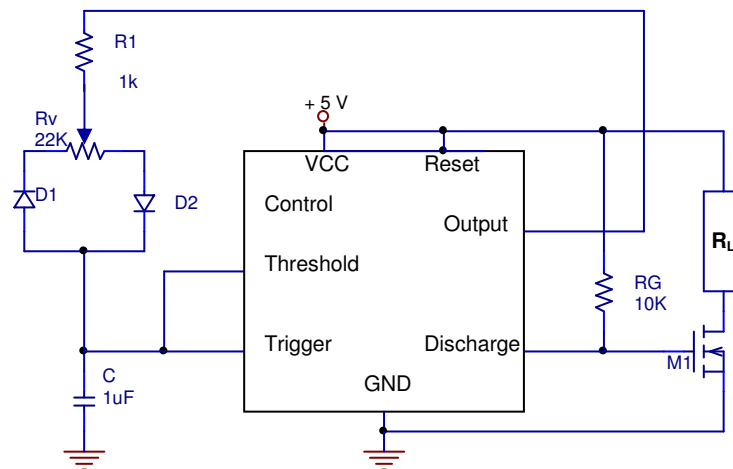 R1
1k
Rv
22K
D1
D2
+ 5 V
VCC
Reset
Control
Output
Threshold
Trigger
Discharge
GND
RG
10K
RL
M1
C
1uF